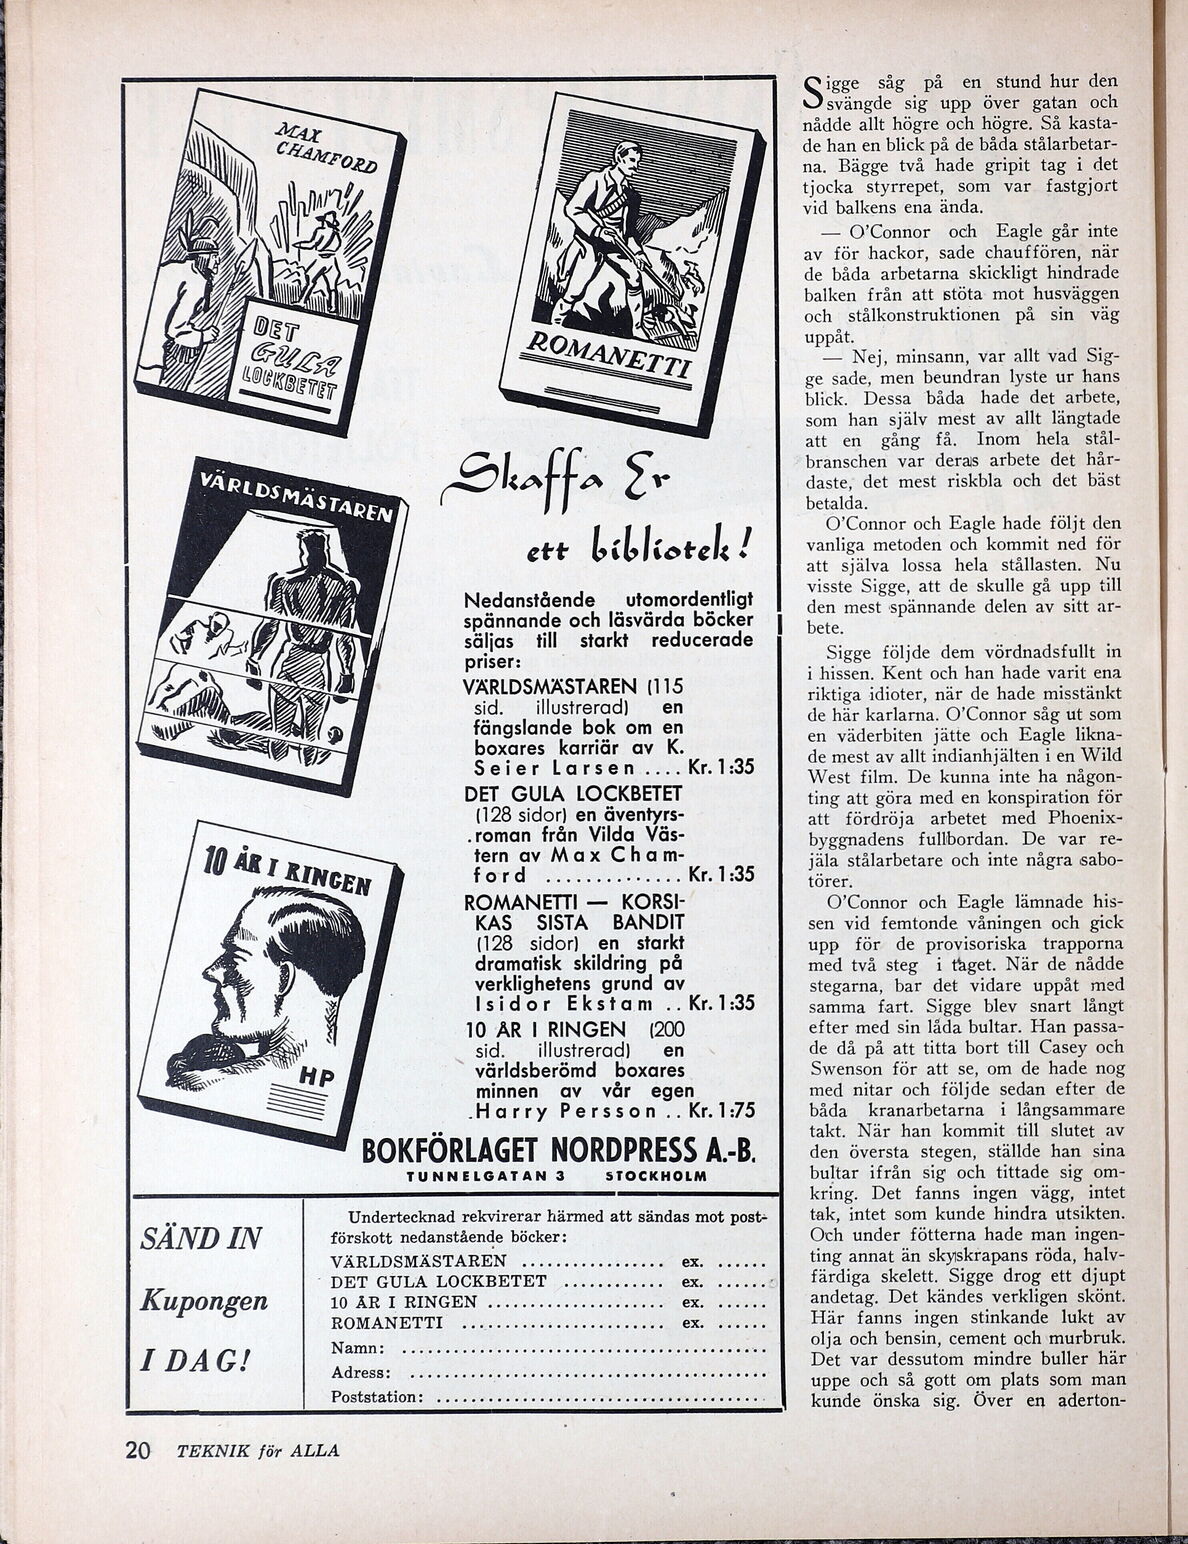 MAX
CHAMFORD
DET
GULA
LOCKBETET
ROMANETTI
VÄRLDSMÄSTAREN
10 ÅR I RINGEN
HP
Skaffa Er
ett bibliotek!
Nedanstående utomordentligt
spännande och läsvärda böcker
säljas till starkt reducerade
priser:
VÄRLDSMÄSTAREN (115
sid. illustrerad) en
fängslande bok om en
boxares karriär av K.
Seier Larsen .... Kr. 1:35
DET GULA LOCKBETET
(128 sidor) en äventyrs-
roman från Vilda Väs-
tern av Max Cham-
ford .............. Kr. 1:35
ROMANETTI — KORSI-
KAS SISTA BANDIT
(128 sidor) en starkt
dramatisk skildring på
verklighetens grund av
Isidor Ekstam .. Kr. 1:35
10 ÅR I RINGEN (200
sid. illustrerad) en
världsberömd boxares
minnen av vår egen
Harry Persson .. Kr. 1:75
BOKFÖRLAGET NORDPRESS A.-B.
TUNNELGATAN 3 STOCKHOLM
SÄND IN
Kupongen
I DAG!
Undertecknad rekvirerar härmed att sändas mot post-
förskott nedanstående böcker:
VÄRLDSMÄSTAREN ................. ex. ......
DET GULA LOCKBETET ............ ex. ......
10 ÅR I RINGEN ..................... ex. ......
ROMANETTI ........................ ex. ......
Namn: ............................................
Adress: ...........................................
Poststation: ........................................
Sigge såg på en stund hur den
svängde sig upp över gatan och
nådde allt högre och högre. Så kasta-
de han en blick på de båda stålarbetar-
na. Bägge två hade gripit tag i det
tjocka styrrepet, som var fastgjort
vid balkens ena ända.
— O'Connor och Eagle går inte
av för hackor, sade chauffören, när
de båda arbetarna skickligt hindrade
balken från att stöta mot husväggen
och stålkonstruktionen på sin väg
uppåt.
— Nej, minsann, var allt vad Sig-
ge sade, men beundran lyste ur hans
blick. Dessa båda hade det arbete,
som han själv mest av allt längtade
att en gång få. Inom hela stål-
branschen var deras arbete det hår-
daste, det mest riskbla och det bäst
betalda.
O'Connor och Eagle hade följt den
vanliga metoden och kommit ned för
att själva lossa hela stållasten. Nu
visste Sigge, att de skulle gå upp till
den mest spännande delen av sitt ar-
bete.
Sigge följde dem vördnadsfullt in
i hissen. Kent och han hade varit ena
riktiga idioter, när de hade misstänkt
de här karlarna. O'Connor såg ut som
en väderbiten jätte och Eagle likna-
de mest av allt indianhjälten i en Wild
West film. De kunna inte ha någon-
ting att göra med en konspiration för
att fördröja arbetet med Phoenix-
byggnadens fullbordan. De var re-
jäla stålarbetare och inte några sabo-
törer.
O'Connor och Eagle lämnade his-
sen vid femtonde våningen och gick
upp för de provisoriska trapporna
med två steg i taget. När de nådde
stegarna, bar det vidare uppåt med
samma fart. Sigge blev snart långt
efter med sin låda bultar. Han passa-
de då på att titta bort till Casey och
Swenson för att se, om de hade nog
med nitar och följde sedan efter de
båda kranarbetarna i långsammare
takt. När han kommit till slutet av
den översta stegen, ställde han sina
bultar ifrån sig och tittade sig om-
kring. Det fanns ingen vägg, intet
tak, intet som kunde hindra utsikten.
Och under fötterna hade man ingen-
ting annat än skyskrapans röda, halv-
färdiga skelett. Sigge drog ett djupt
andetag. Det kändes verkligen skönt.
Här fanns ingen stinkande lukt av
olja och bensin, cement och murbruk.
Det var dessutom mindre buller här
uppe och så gott om plats som man
kunde önska sig. Över en aderton-
20 TEKNIK för ALLA